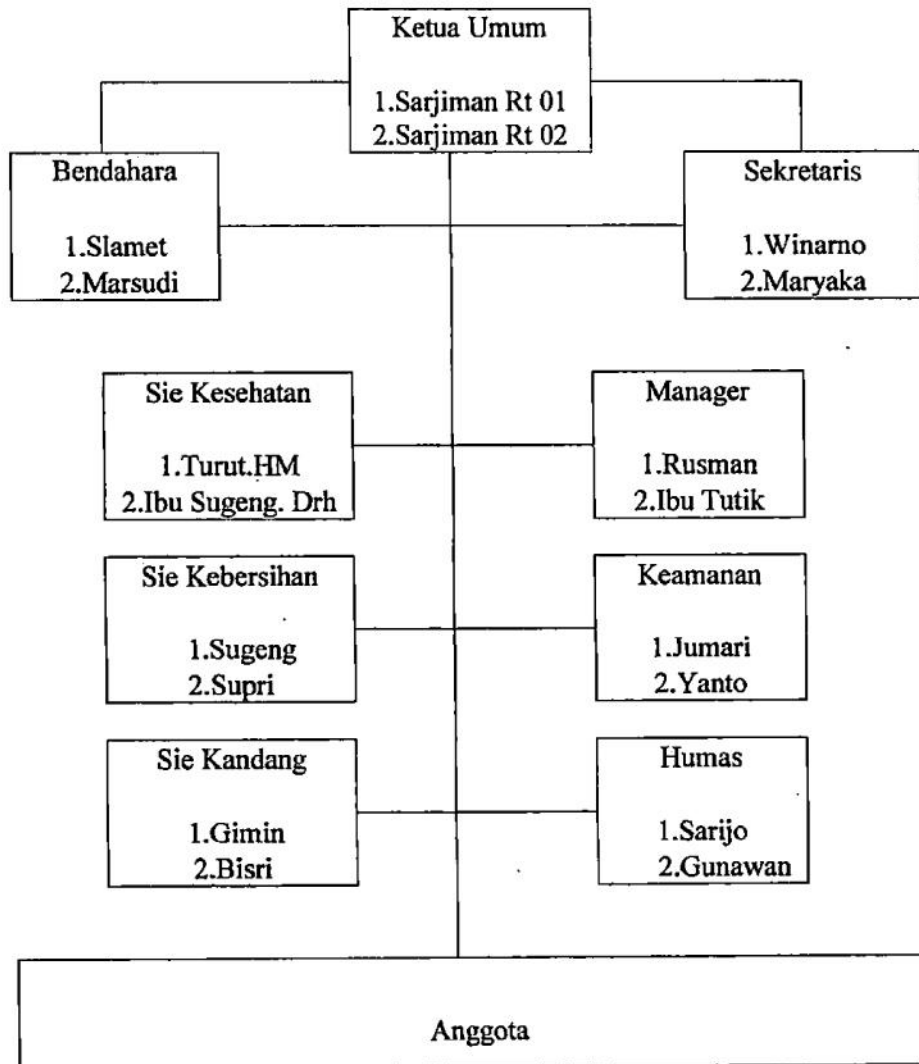 Ketua Umum
1.Sarjiman Rt 01
2.Sarjiman Rt 02
Bendahara
1.Slamet
2.Marsudi
Sekretaris
1.Winarno
2.Maryaka
Sie Kesehatan
1.Turut.HM
2.Ibu Sugeng. Drh
Manager
1.Rusman
2.Ibu Tutik
Sie Kebersihan
1.Sugeng
2.Supri
Keamanan
1.Jumari
2.Yanto
Sie Kandang
1.Gimin
2.Bisri
Humas
1.Sarijo
2.Gunawan
Anggota